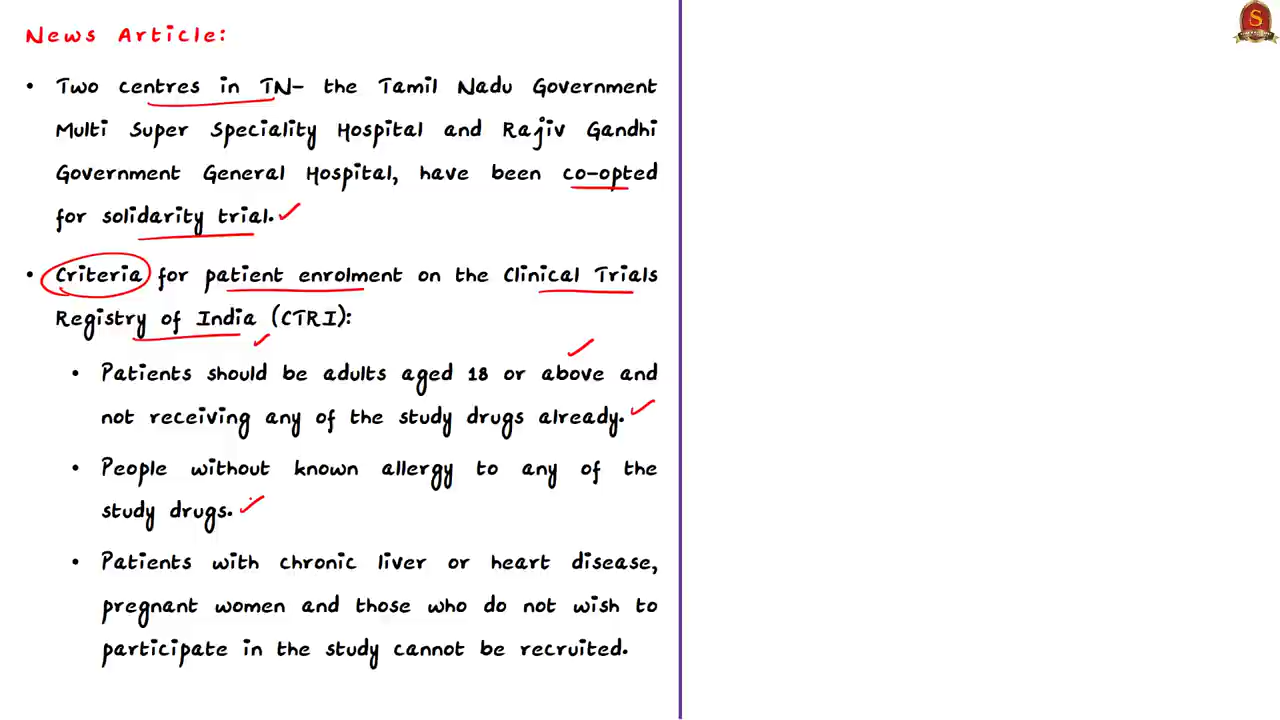 News Article:
• Two centres in TN- the Tamil Nadu Government
Multi Super Speciality Hospital and Rajiv Gandhi
Government General Hospital, have been co-opted
for solidarity trial.
• Criteria for patient enrolment on the Clinical Trials
Registry of India (CTRI):
• Patients should be adults aged 18 or above and
not receiving any of the study drugs already.
• People without known allergy to any of the
study drugs.
• Patients with chronic liver or heart disease,
pregnant women and those who do not wish to
participate in the study cannot be recruited.
S